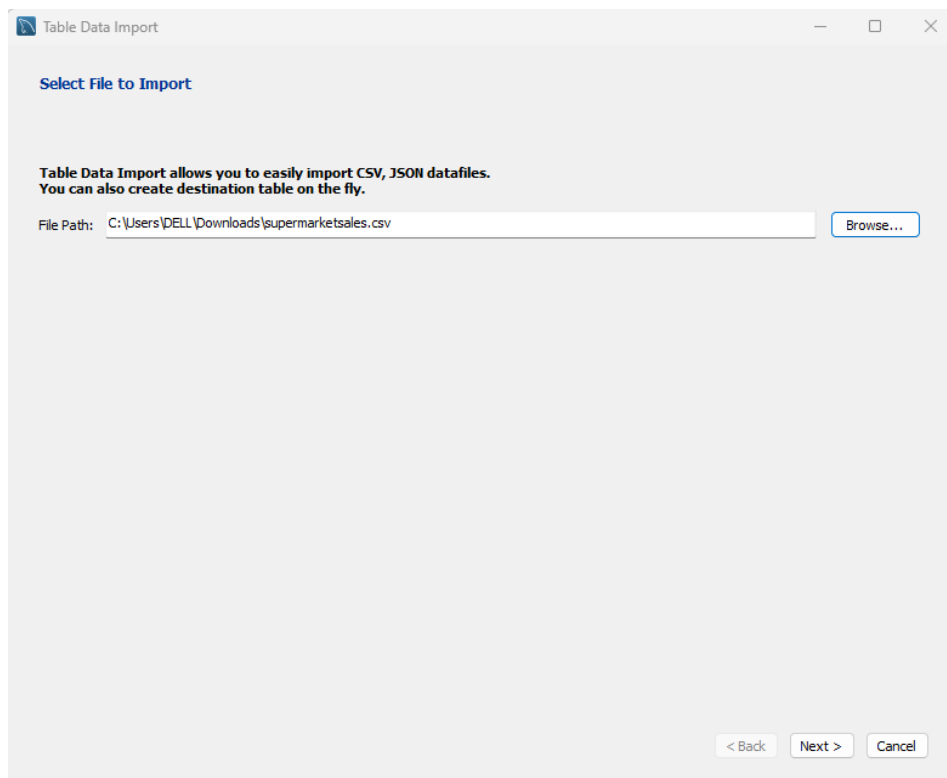 Table Data Import
Select File to Import
Table Data Import allows you to easily import CSV, JSON datafiles.
You can also create destination table on the fly.
File Path: C:\Users\DELL\Downloads\supermarketsales.csv Browse...
< Back Next > Cancel